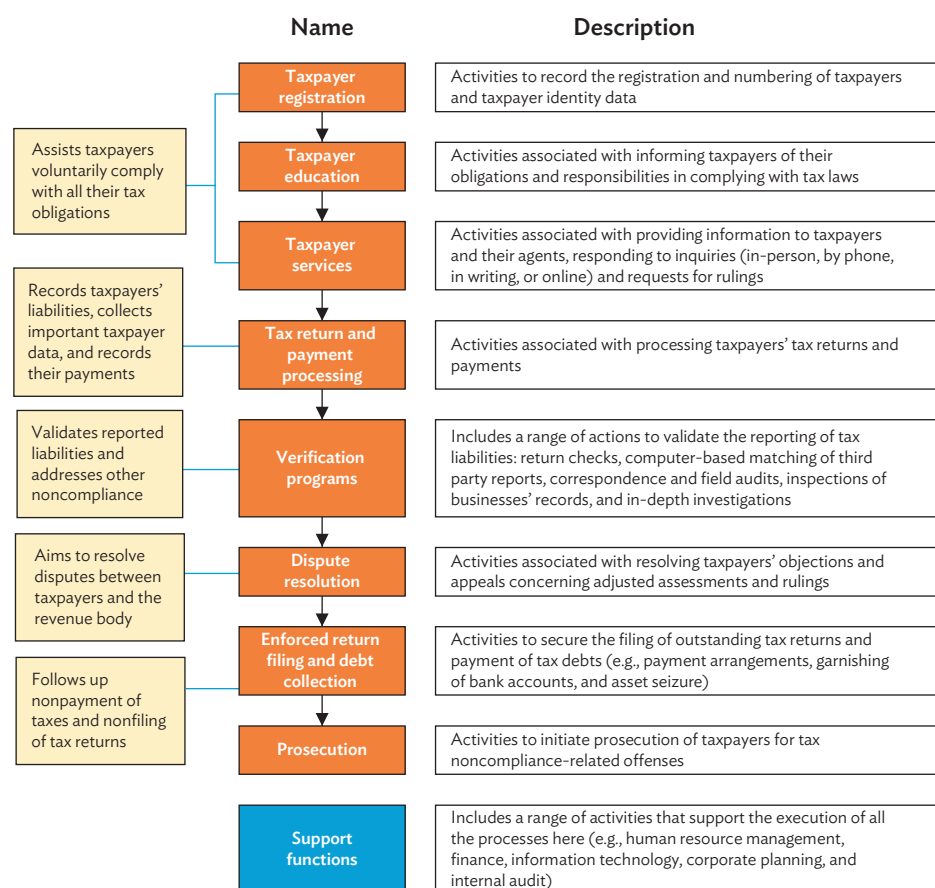 Name
Description
Taxpayer
registration
Activities to record the registration and numbering of taxpayers
and taxpayer identity data
Assists taxpayers
voluntarily comply
with all their tax
obligations
Taxpayer
education
Activities associated with informing taxpayers of their
obligations and responsibilities in complying with tax laws
Taxpayer
services
Activities associated with providing information to taxpayers
and their agents, responding to inquiries (in-person, by phone,
in writing, or online) and requests for rulings
Records taxpayers’
liabilities, collects
important taxpayer
data, and records
their payments
Tax return and
payment
processing
Activities associated with processing taxpayers’ tax returns and
payments
Validates reported
liabilities and
addresses other
noncompliance
Verification
programs
Includes a range of actions to validate the reporting of tax
liabilities: return checks, computer-based matching of third
party reports, correspondence and field audits, inspections of
businesses’ records, and in-depth investigations
Aims to resolve
disputes between
taxpayers and the
revenue body
Dispute
resolution
Activities associated with resolving taxpayers’ objections and
appeals concerning adjusted assessments and rulings
Enforced return
filing and debt
collection
Activities to secure the filing of outstanding tax returns and
payment of tax debts (e.g., payment arrangements, garnishing
of bank accounts, and asset seizure)
Follows up
nonpayment of
taxes and nonfiling
of tax returns
Prosecution
Activities to initiate prosecution of taxpayers for tax
noncompliance-related offenses
Support
functions
Includes a range of activities that support the execution of all
the processes here (e.g., human resource management,
finance, information technology, corporate planning, and
internal audit)